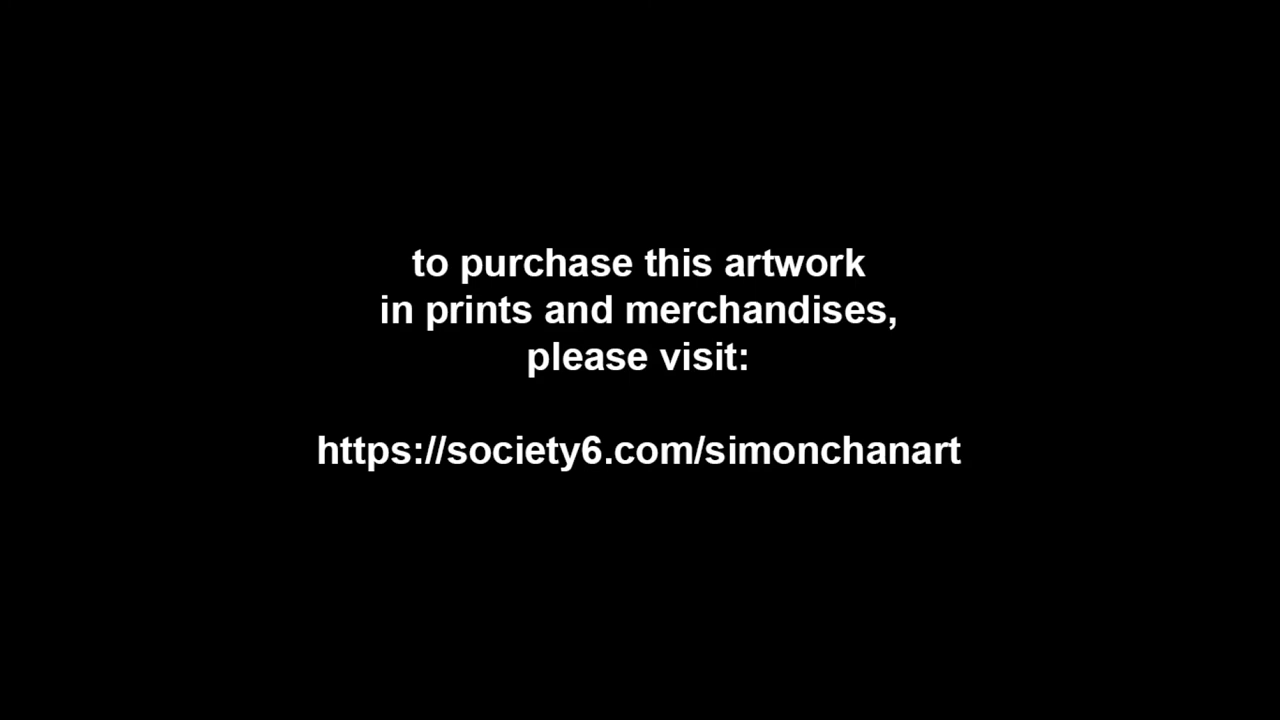 to purchase this artwork
in prints and merchandises,
please visit:
https://society6.com/simonchanart